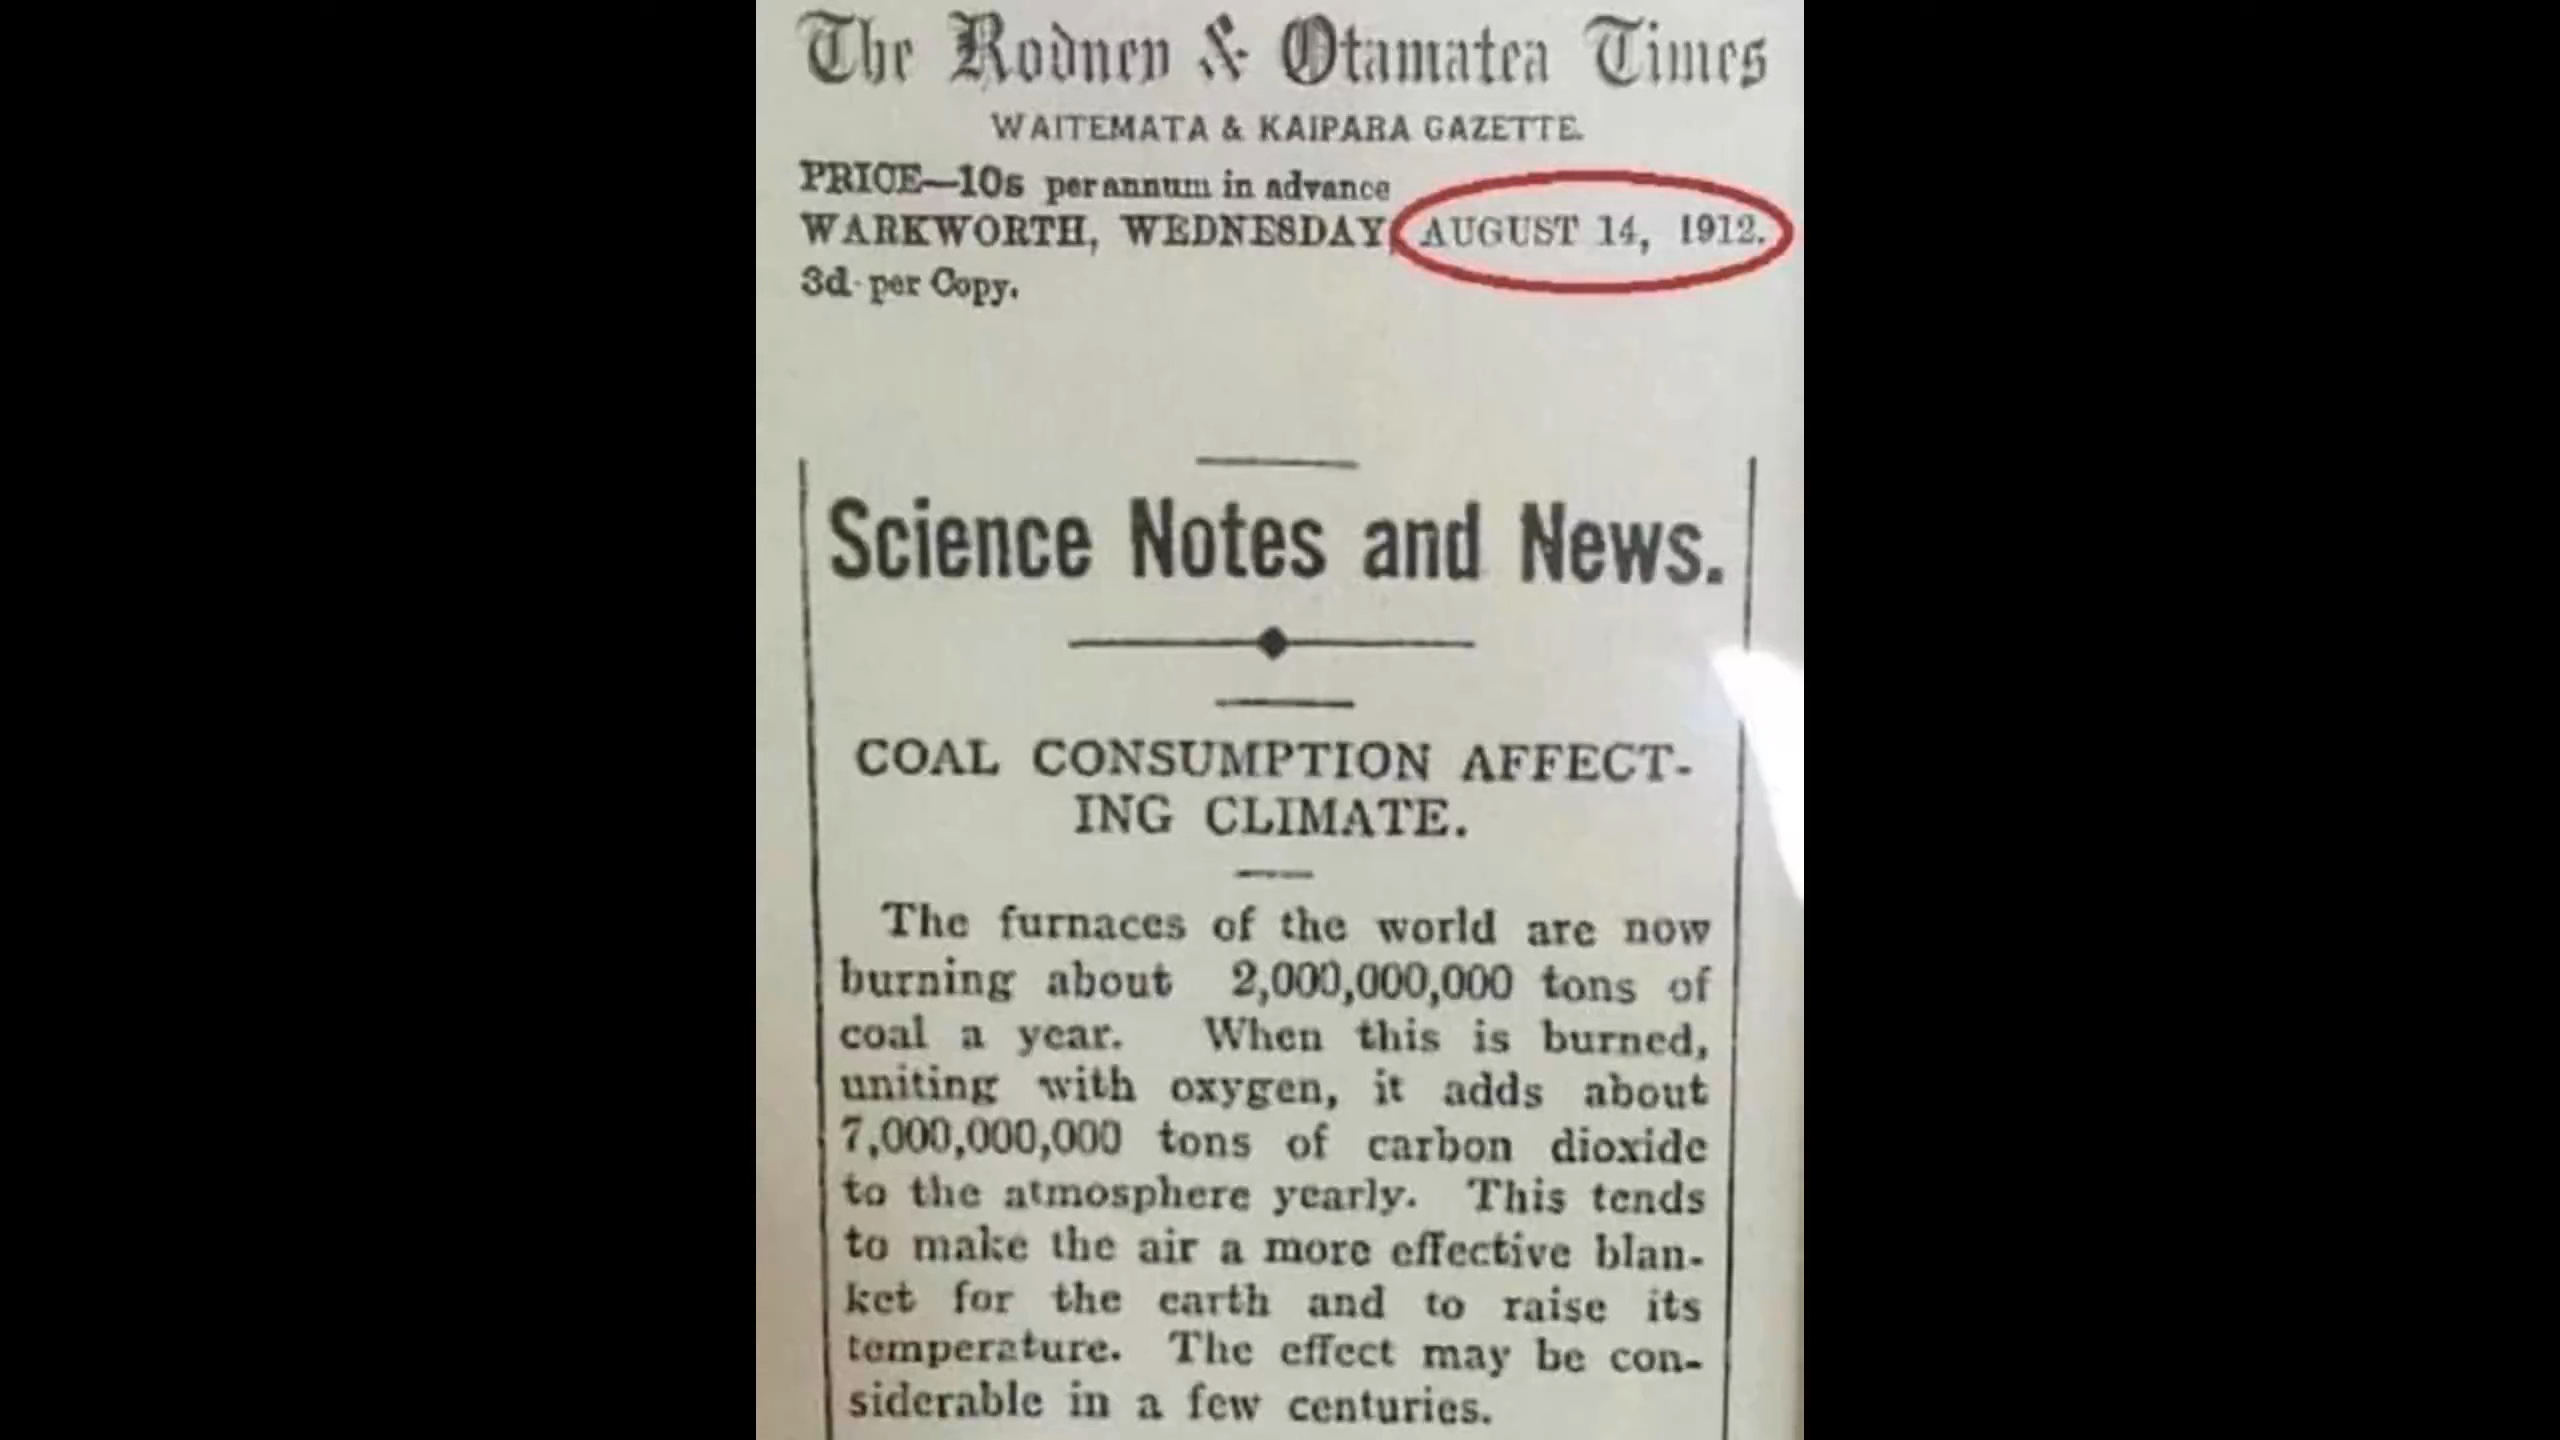 The Rodney & Otamatea Times
WAITEMATA & KAIPARA GAZETTE.
PRICE—10s per annum in advance
WARKWORTH, WEDNESDAY, AUGUST 14, 1912.
3d per Copy.
Science Notes and News.
COAL CONSUMPTION AFFECT-
ING CLIMATE.
The furnaces of the world are now
burning about 2,000,000,000 tons of
coal a year. When this is burned,
uniting with oxygen, it adds about
7,000,000,000 tons of carbon dioxide
to the atmosphere yearly. This tends
to make the air a more effective blan-
ket for the earth and to raise its
temperature. The effect may be con-
siderable in a few centuries.